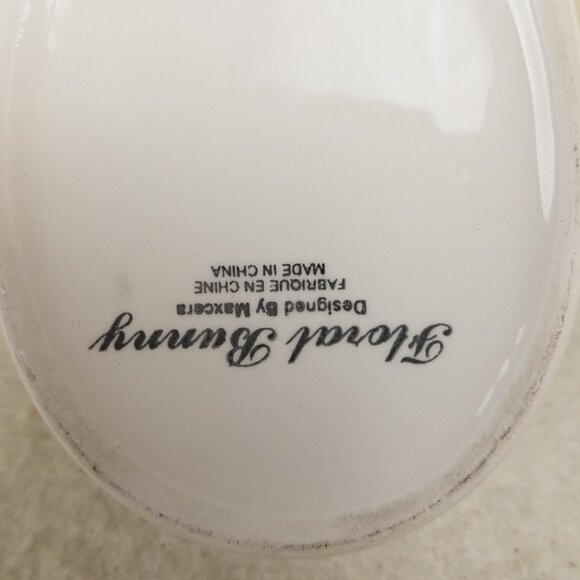 Floral Bunny
Designed By Maxcera
FABRIQUE EN CHINE
MADE IN CHINA